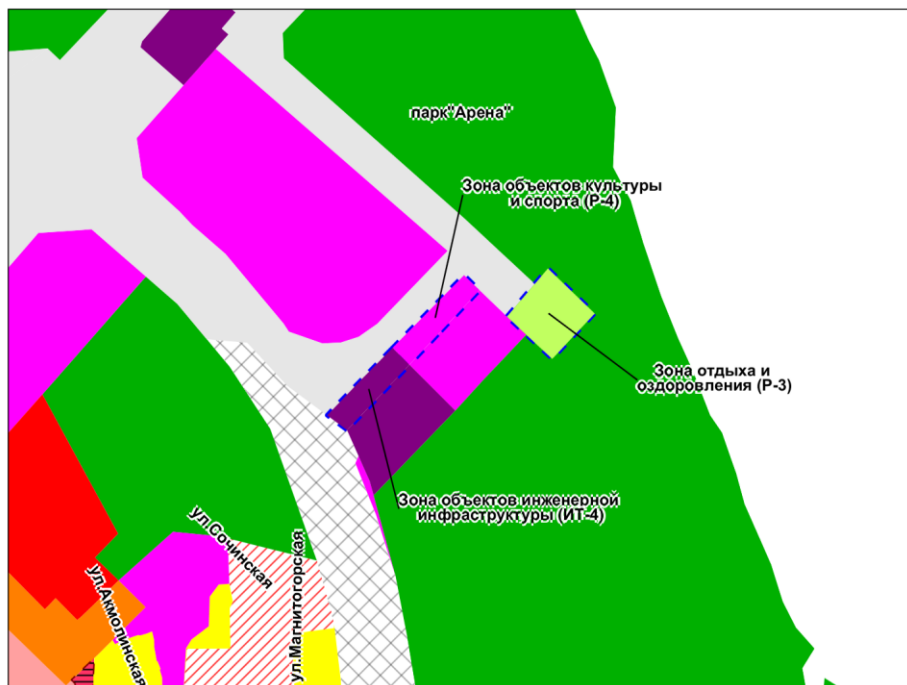 парк"Арена"
Зона объектов культуры
и спорта (Р-4)
Зона отдыха и
оздоровления (Р-3)
Зона объектов инженерной
инфраструктуры (ИТ-4)
ул.Сочинская
ул.Магнитогорская
ул.Акмолинская